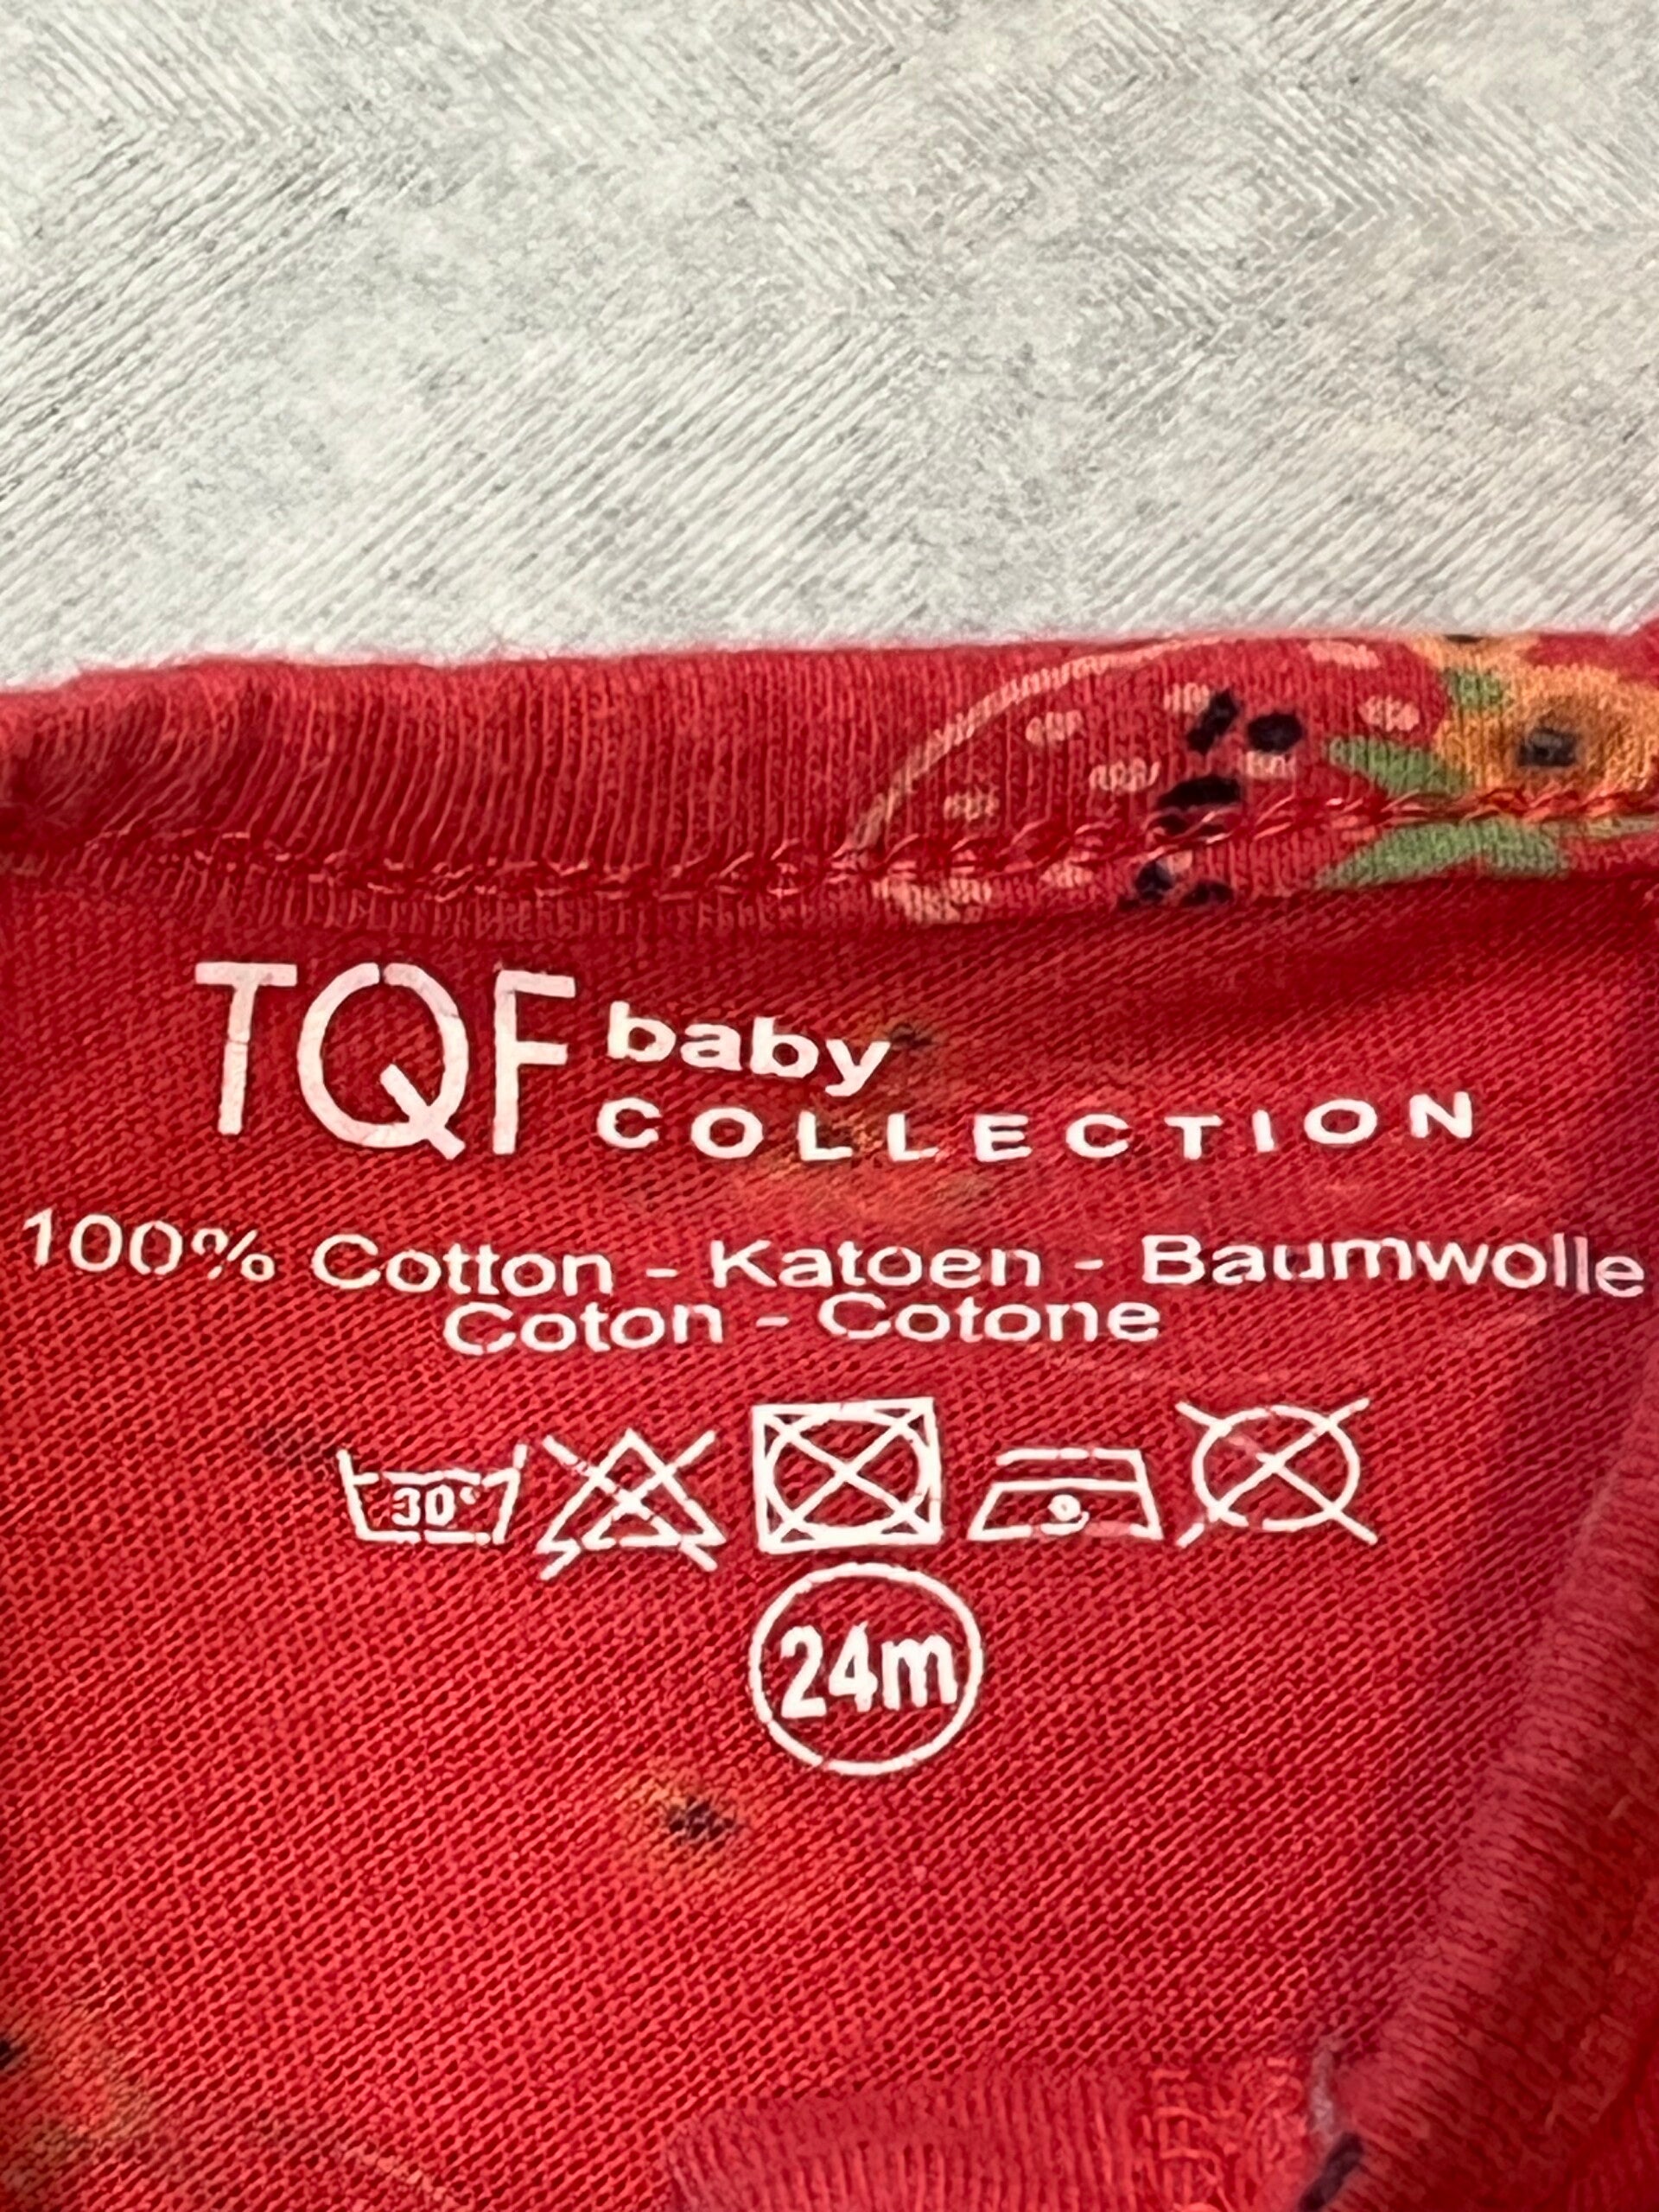 TQF baby
COLLECTION
100% Cotton - Katoen - Baumwolle
Coton - Cotone
30°
24m